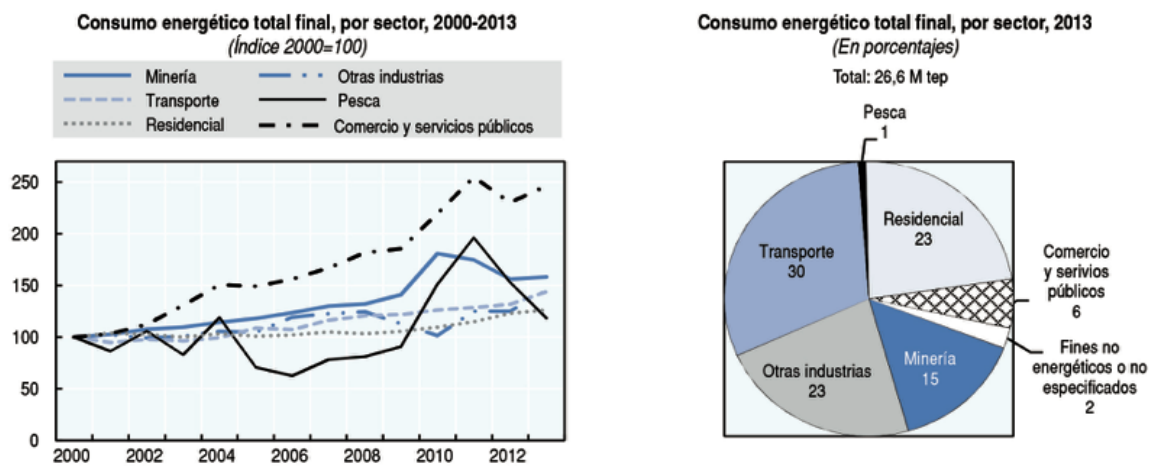 Consumo energético total final, por sector, 2000-2013
(Índice 2000=100)
Minería
Otras industrias
Transporte
Pesca
Residencial
Comercio y servicios públicos
250
200
150
100
50
0
2000
2002
2004
2006
2008
2010
2012
Consumo energético total final, por sector, 2013
(En porcentajes)
Total: 26,6 M tep
Pesca
1
Residencial
23
Transporte
30
Comercio
y serivios
públicos
6
Minería
15
Otras industrias
23
Fines no
energéticos o no
especificados
2